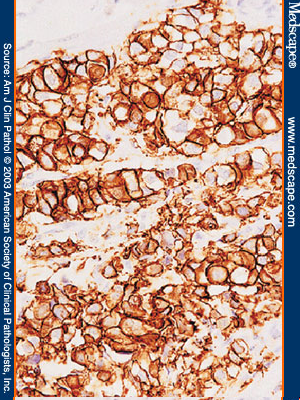 Medscape®
www.medscape.com
Source: Am J Clin Pathol © 2003 American Society of Clinical Pathologists, Inc.